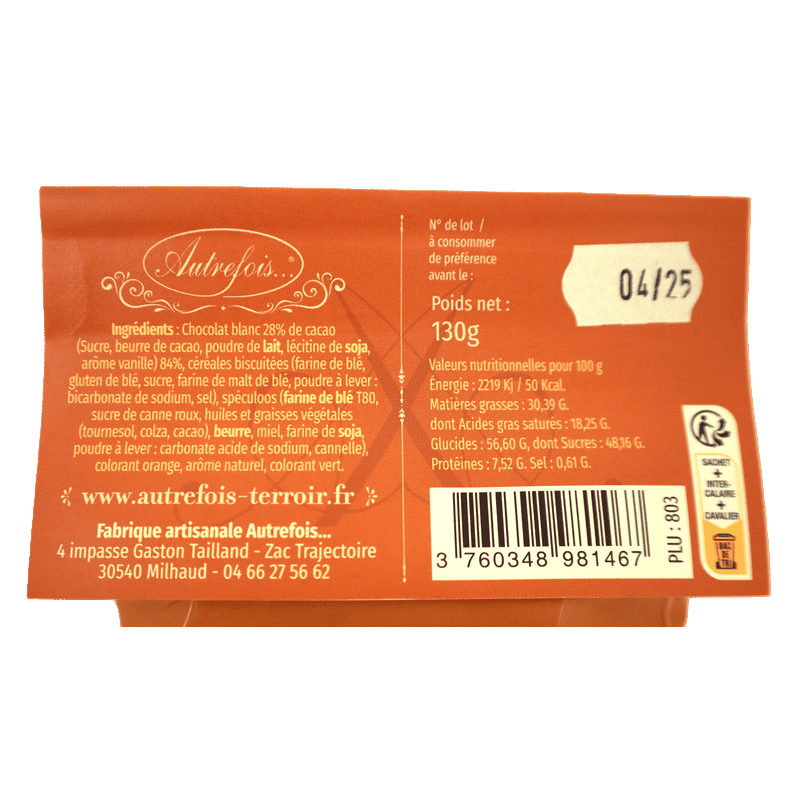 Autrefois...®
Ingrédients : Chocolat blanc 28% de cacao
(Sucre, beurre de cacao, poudre de lait, lécitine de soja,
arôme vanille) 84%, céréales biscuitées (farine de blé,
gluten de blé, sucre, farine de malt de blé, poudre à lever :
bicarbonate de sodium, sel), spéculoos (farine de blé T80,
sucre de canne roux, huiles et graisses végétales
(tournesol, colza, cacao), beurre, miel, farine de soja,
poudre à lever : carbonate acide de sodium, cannelle),
colorant orange, arôme naturel, colorant vert.
www.autrefois-terroir.fr
Fabrique artisanale Autrefois...
4 impasse Gaston Tailland - Zac Trajectoire
30540 Milhaud - 04 66 27 56 62
N° de lot /
à consommer
de préférence
avant le :
04/25
Poids net :
130g
Valeurs nutritionnelles pour 100 g
Énergie : 2219 Kj / 50 Kcal.
Matières grasses : 30,39 G.
dont Acides gras saturés : 18,25 G.
Glucides : 56,60 G, dont Sucres : 48,16 G.
Protéines : 7,52 G. Sel : 0,61 G.
3 760348 981467
PLU : 803
SACHET
+
INTER-
CALAIRE
+
CAVALIER
BAC
DE
TRI